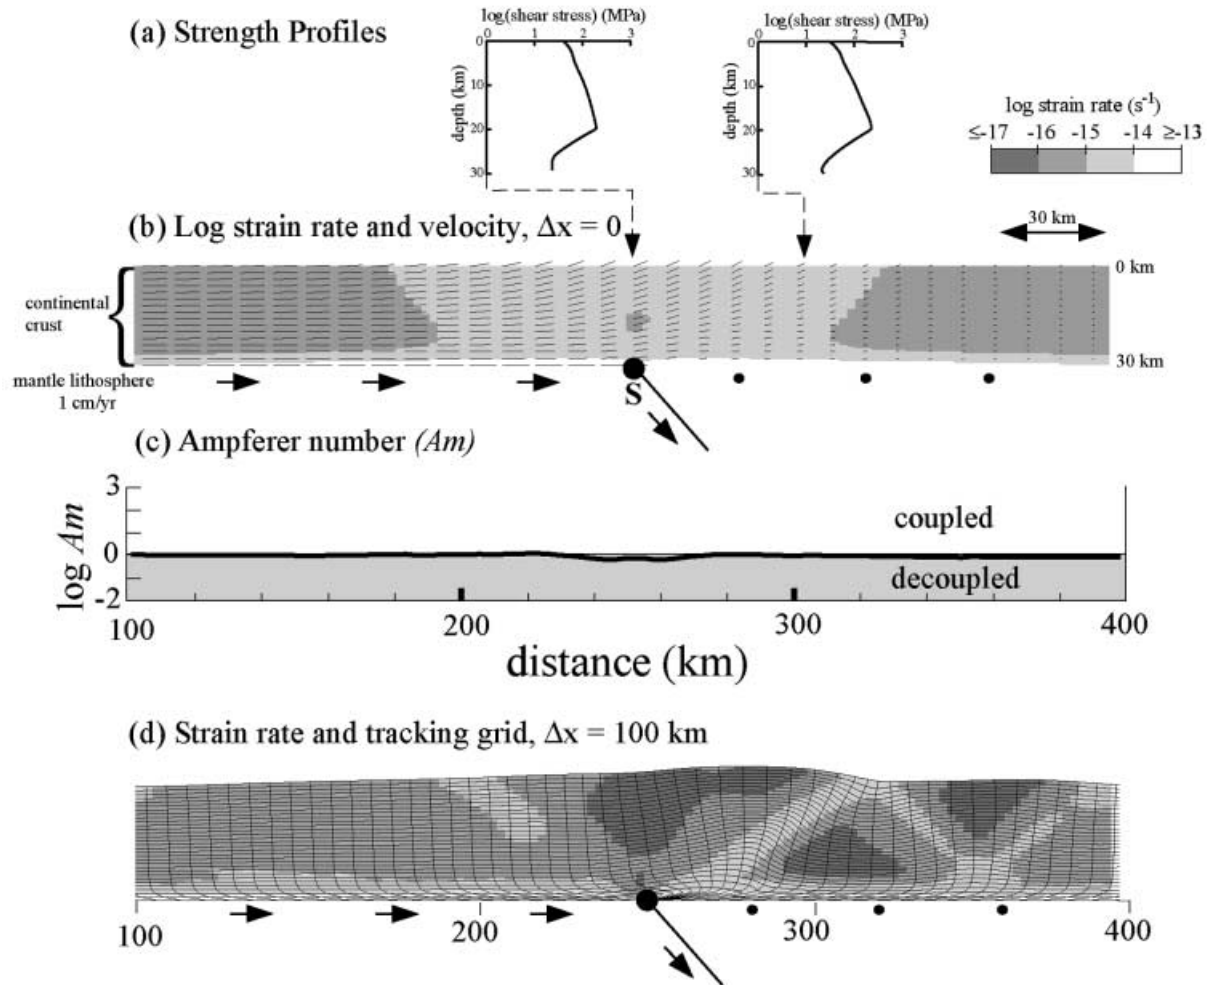 (a) Strength Profiles
log(shear stress) (MPa)
0 1 2 3
0
10
20
30
depth (km)
log(shear stress) (MPa)
0 1 2 3
0
10
20
30
depth (km)
log strain rate (s-1)
≤-17 -16 -15 -14 ≥-13
30 km
(b) Log strain rate and velocity, Δx = 0
0 km
continental
crust
30 km
mantle lithosphere
1 cm/yr
S
(c) Ampferer number (Am)
log Am
3
0
-2
coupled
decoupled
100 200 300 400
distance (km)
(d) Strain rate and tracking grid, Δx = 100 km
100 200 300 400